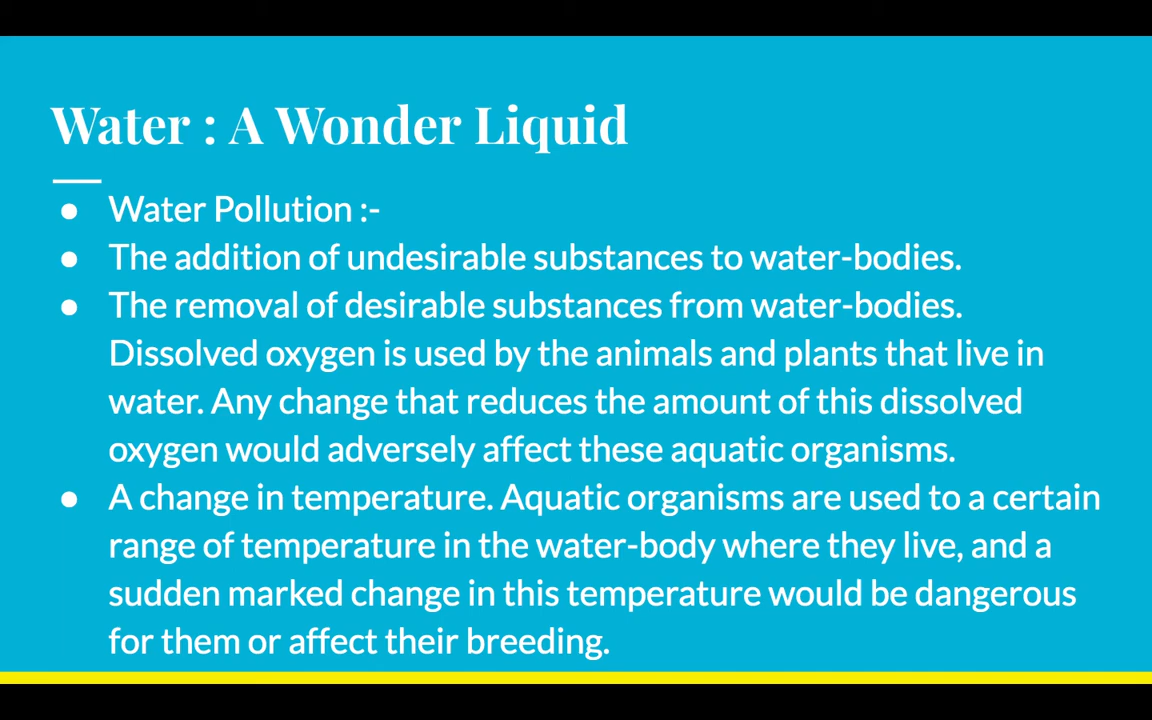 Water : A Wonder Liquid
● Water Pollution :-
● The addition of undesirable substances to water-bodies.
● The removal of desirable substances from water-bodies.
Dissolved oxygen is used by the animals and plants that live in
water. Any change that reduces the amount of this dissolved
oxygen would adversely affect these aquatic organisms.
● A change in temperature. Aquatic organisms are used to a certain
range of temperature in the water-body where they live, and a
sudden marked change in this temperature would be dangerous
for them or affect their breeding.